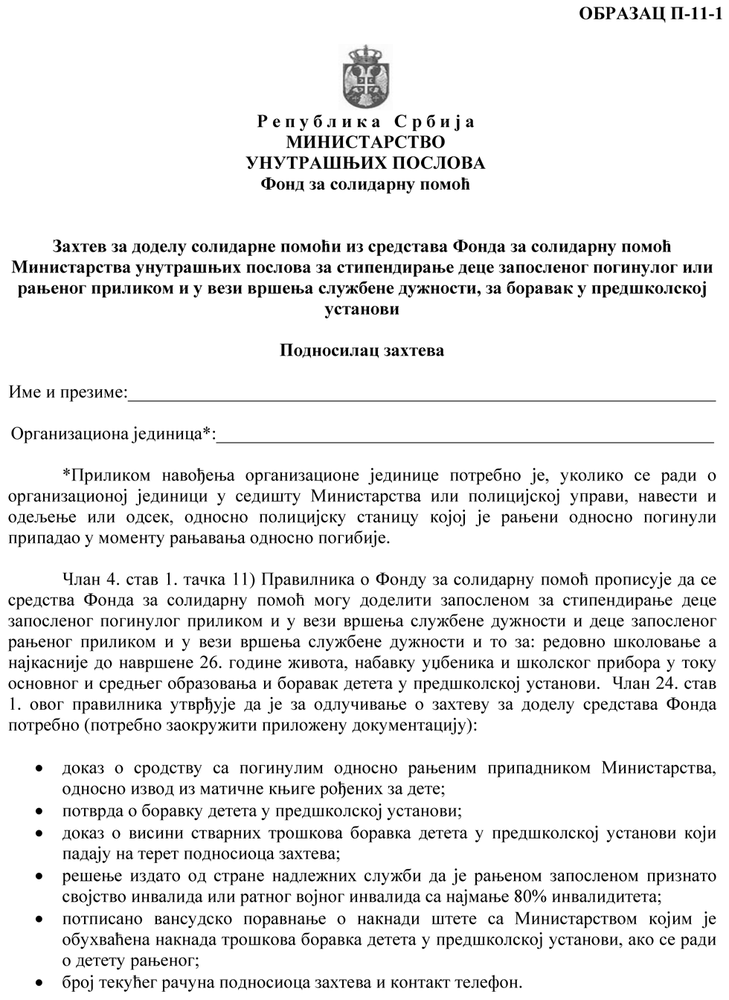 ОБРАЗАЦ П-11-1
Р е п у б л и к а   С р б и ј а
МИНИСТАРСТВО
УНУТРАШЊИХ ПОСЛОВА
Фонд за солидарну помоћ
Захтев за доделу солидарне помоћи из средстава Фонда за солидарну помоћ
Министарства унутрашњих послова за стипендирање деце запосленог погинулог или
рањеног приликом и у вези вршења службене дужности, за боравак у предшколској
установи
Подносилац захтева
Име и презиме:
Организациона јединица*:
*Приликом навођења организационе јединице потребно је, уколико се ради о
организационој јединици у седишту Министарства или полицијској управи, навести и
одељење или одсек, односно полицијску станицу којој је рањени односно погинули
припадао у моменту рањавања односно погибије.
Члан 4. став 1. тачка 11) Правилника о Фонду за солидарну помоћ прописује да се
средства Фонда за солидарну помоћ могу доделити запосленом за стипендирање деце
запосленог погинулог приликом и у вези вршења службене дужности и деце запосленог
рањеног приликом и у вези вршења службене дужности и то за: редовно школовање а
најкасније до навршене 26. године живота, набавку уџбеника и школског прибора у току
основног и средњег образовања и боравак детета у предшколској установи. Члан 24. став
1. овог правилника утврђује да је за одлучивање о захтеву за доделу средстава Фонда
потребно (потребно заокружити приложену документацију):
• доказ о сродству са погинулим односно рањеним припадником Министарства,
односно извод из матичне књиге рођених за дете;
• потврда о боравку детета у предшколској установи;
• доказ о висини стварних трошкова боравка детета у предшколској установи који
падају на терет подносиоца захтева;
• решење издато од стране надлежних служби да је рањеном запосленом признато
својство инвалида или ратног војног инвалида са најмање 80% инвалидитета;
• потписано вансудско поравнање о накнади штете са Министарством којим је
обухваћена накнада трошкова боравка детета у предшколској установи, ако се ради
о детету рањеног;
• број текућег рачуна подносиоца захтева и контакт телефон.